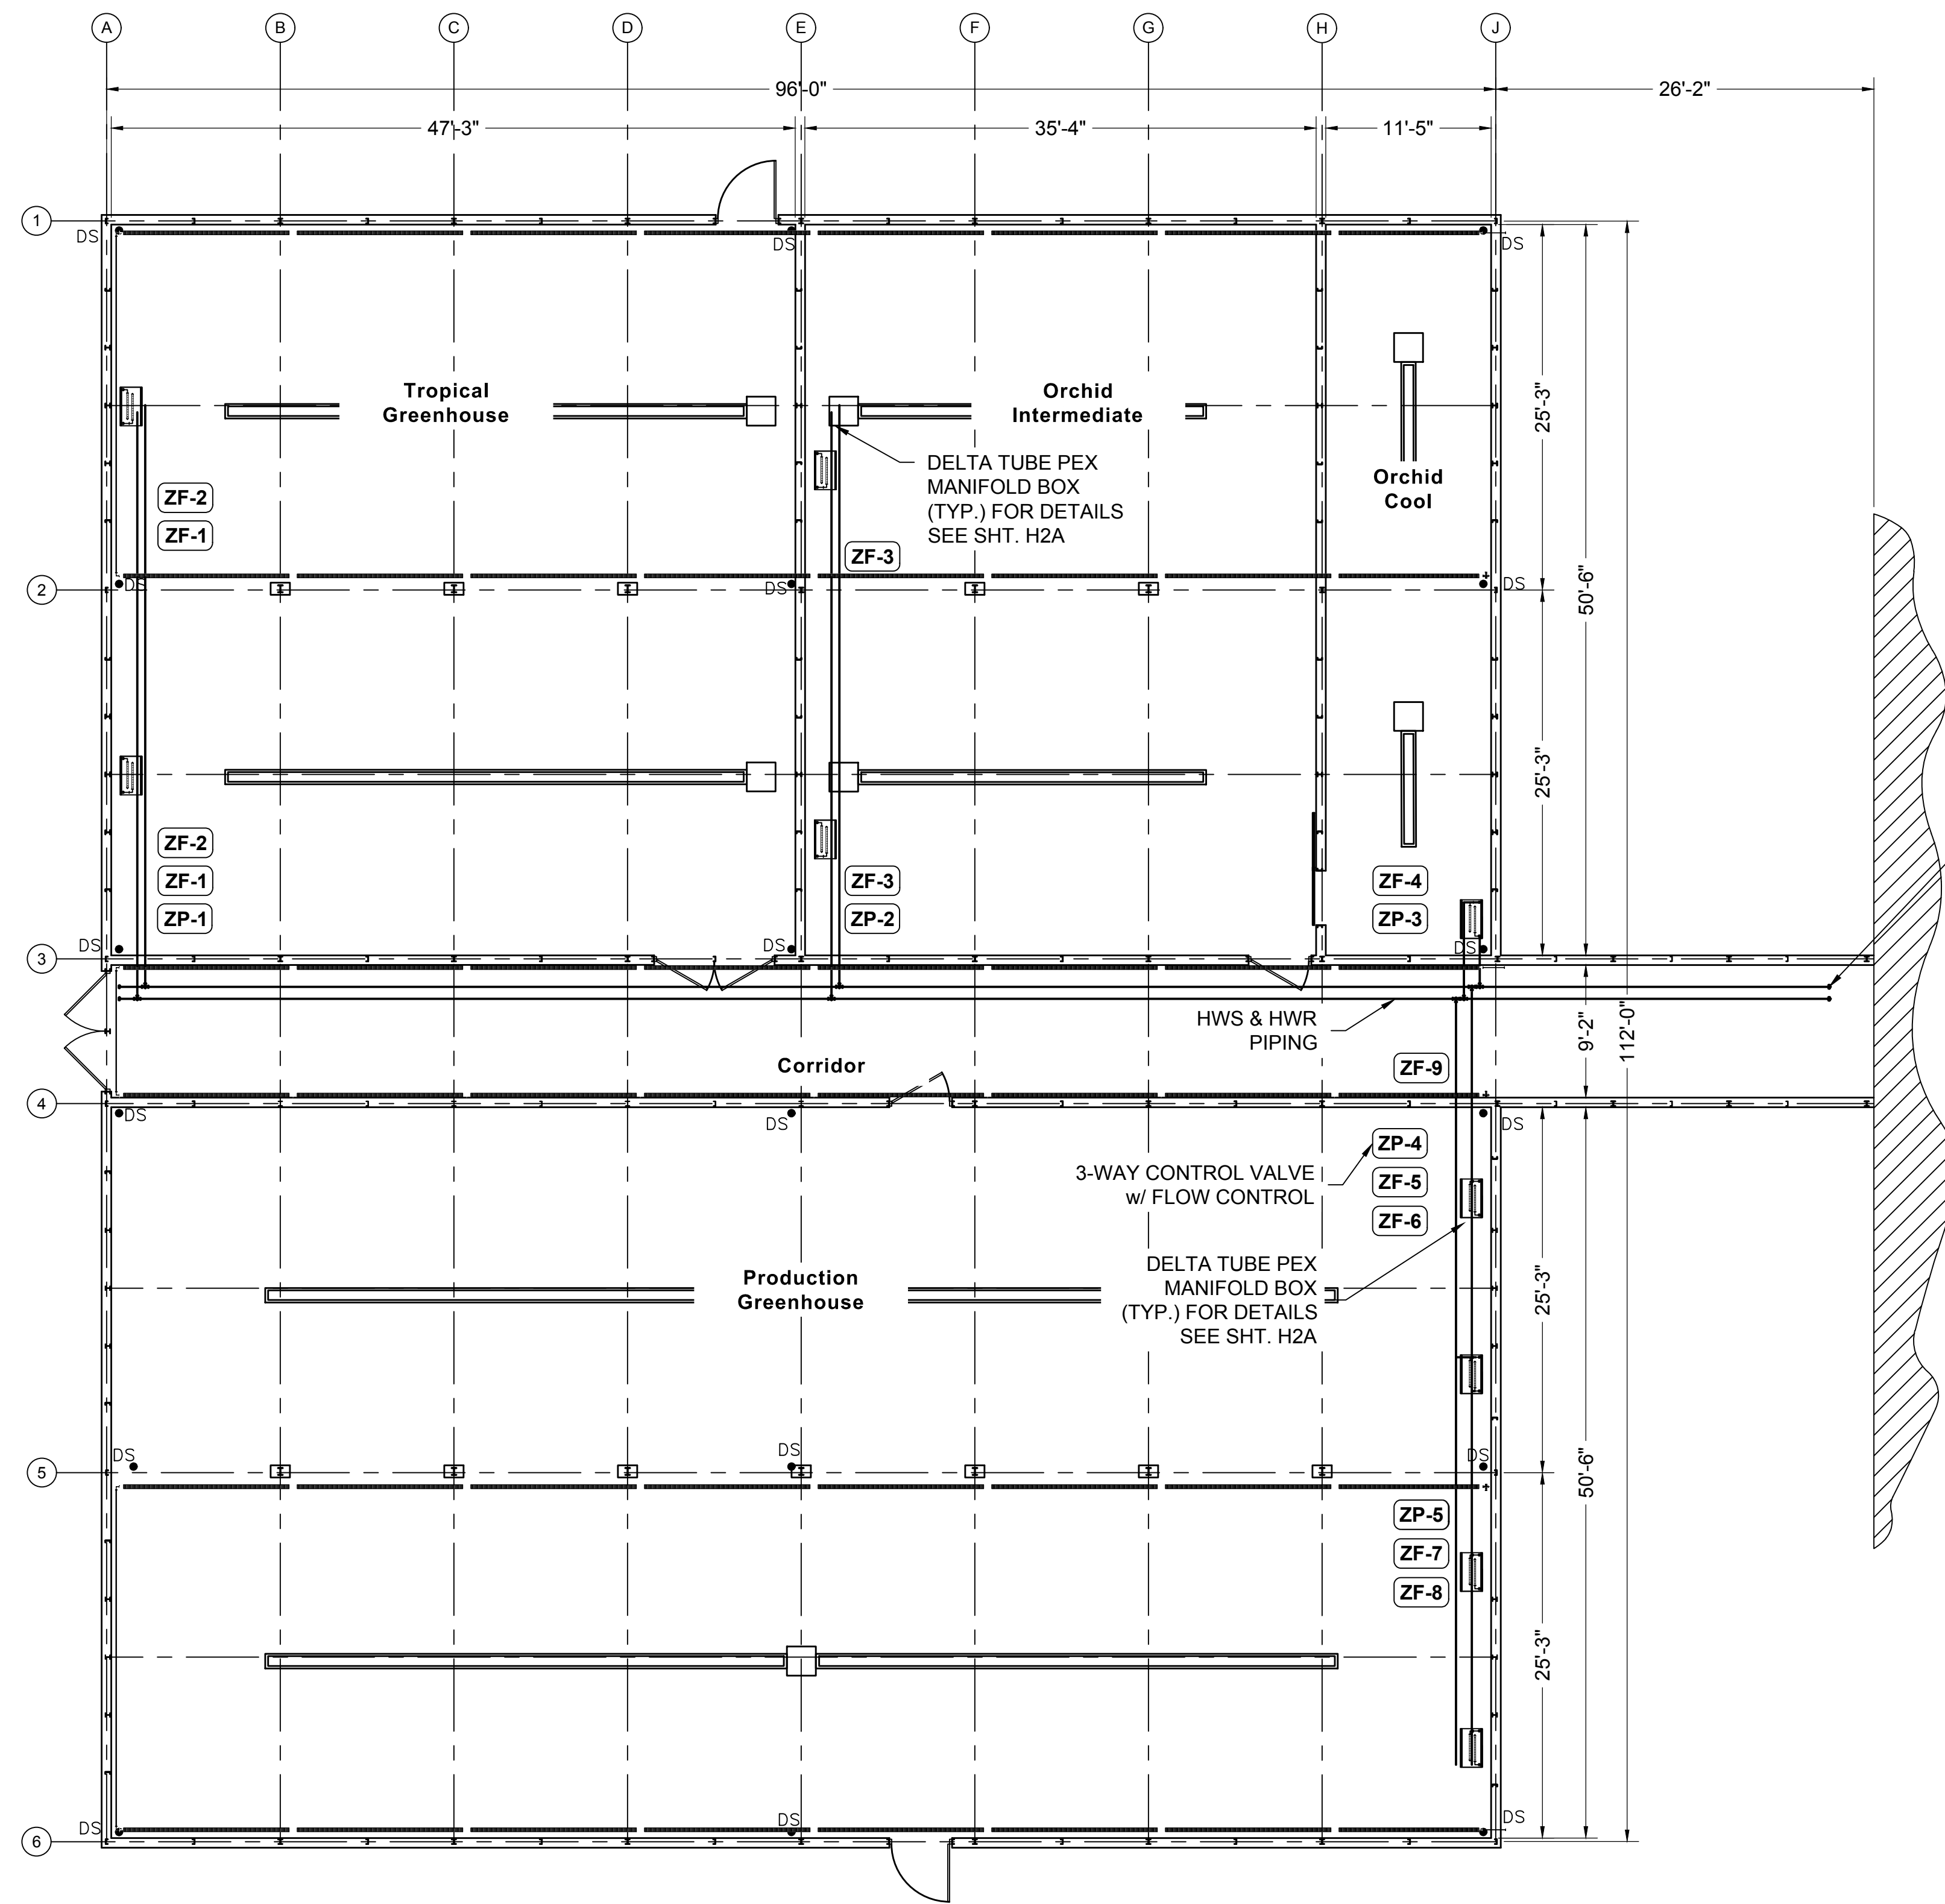 A
B
C
D
E
F
G
H
J
96'-0"
26'-2"
47'-3"
35'-4"
11'-5"
1
DS
DS
DS
Tropical
Greenhouse
Orchid
Intermediate
Orchid
Cool
25'-3"
DELTA TUBE PEX
MANIFOLD BOX
(TYP.) FOR DETAILS
SEE SHT. H2A
ZF-2
ZF-1
ZF-3
50'-6"
2
DS
DS
DS
25'-3"
ZF-2
ZF-1
ZP-1
ZF-3
ZP-2
ZF-4
ZP-3
3
DS
DS
DS
HWS & HWR
PIPING
9'-2"
112'-0"
Corridor
ZF-9
4
DS
DS
DS
3-WAY CONTROL VALVE
w/ FLOW CONTROL
ZP-4
ZF-5
ZF-6
Production
Greenhouse
DELTA TUBE PEX
MANIFOLD BOX
(TYP.) FOR DETAILS
SEE SHT. H2A
25'-3"
5
DS
DS
DS
50'-6"
ZP-5
ZF-7
ZF-8
25'-3"
6
DS
DS
DS